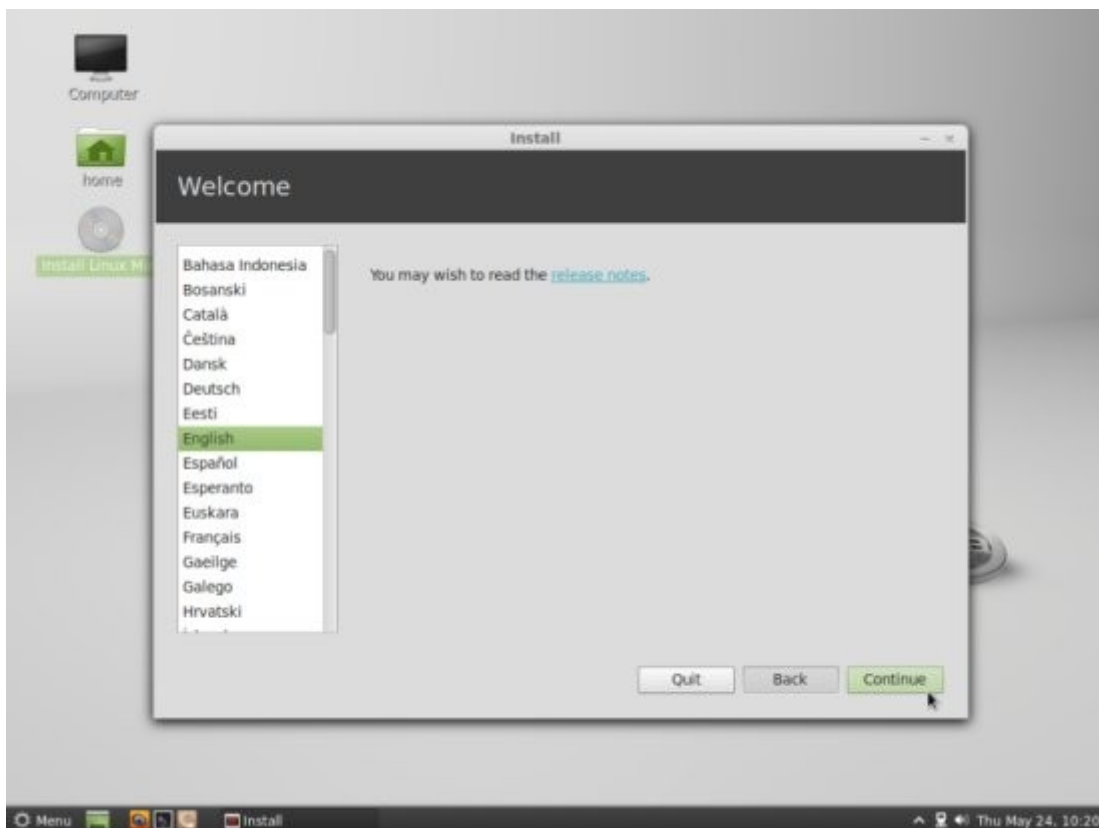 Computer
home
Install Linux M
Install
Welcome
Bahasa Indonesia
Bosanski
Català
Čeština
Dansk
Deutsch
Eesti
English
Español
Esperanto
Euskara
Français
Gaeilge
Galego
Hrvatski
You may wish to read the release notes.
Quit
Back
Continue
Menu
Install
Thu May 24, 10:20